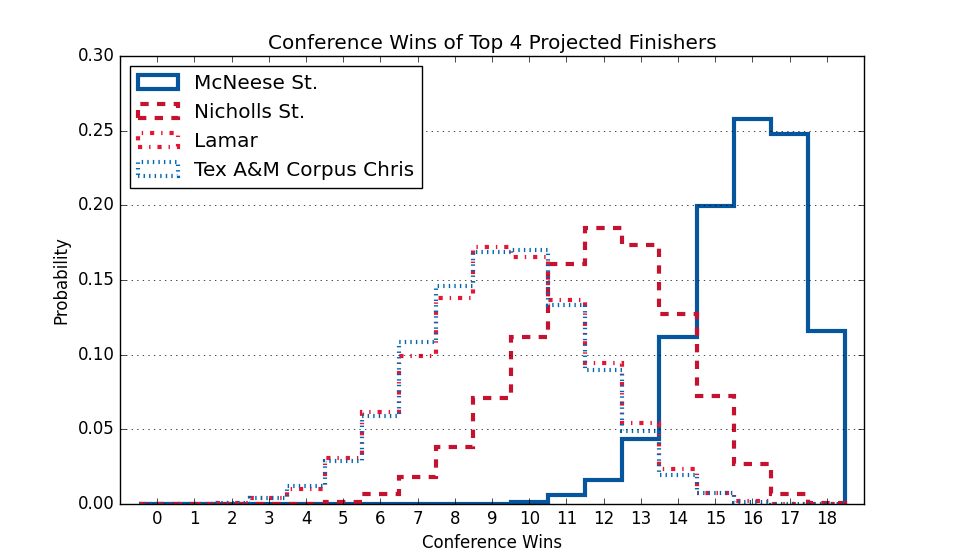 Conference Wins of Top 4 Projected Finishers
0.30
0.25
0.20
0.15
0.10
0.05
0.00
Probability
McNeese St.
Nicholls St.
Lamar
Tex A&M Corpus Chris
0 1 2 3 4 5 6 7 8 9 10 11 12 13 14 15 16 17 18
Conference Wins